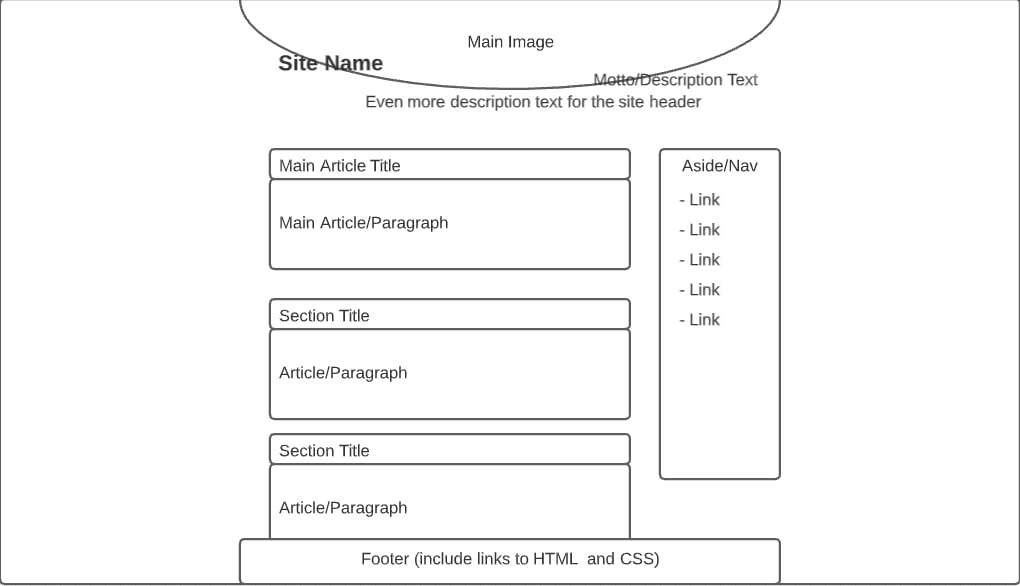 Main Image
Site Name
Motto/Description Text
Even more description text for the site header
Main Article Title
Main Article/Paragraph
Section Title
Article/Paragraph
Section Title
Article/Paragraph
Aside/Nav
- Link
- Link
- Link
- Link
- Link
Footer (include links to HTML  and CSS)